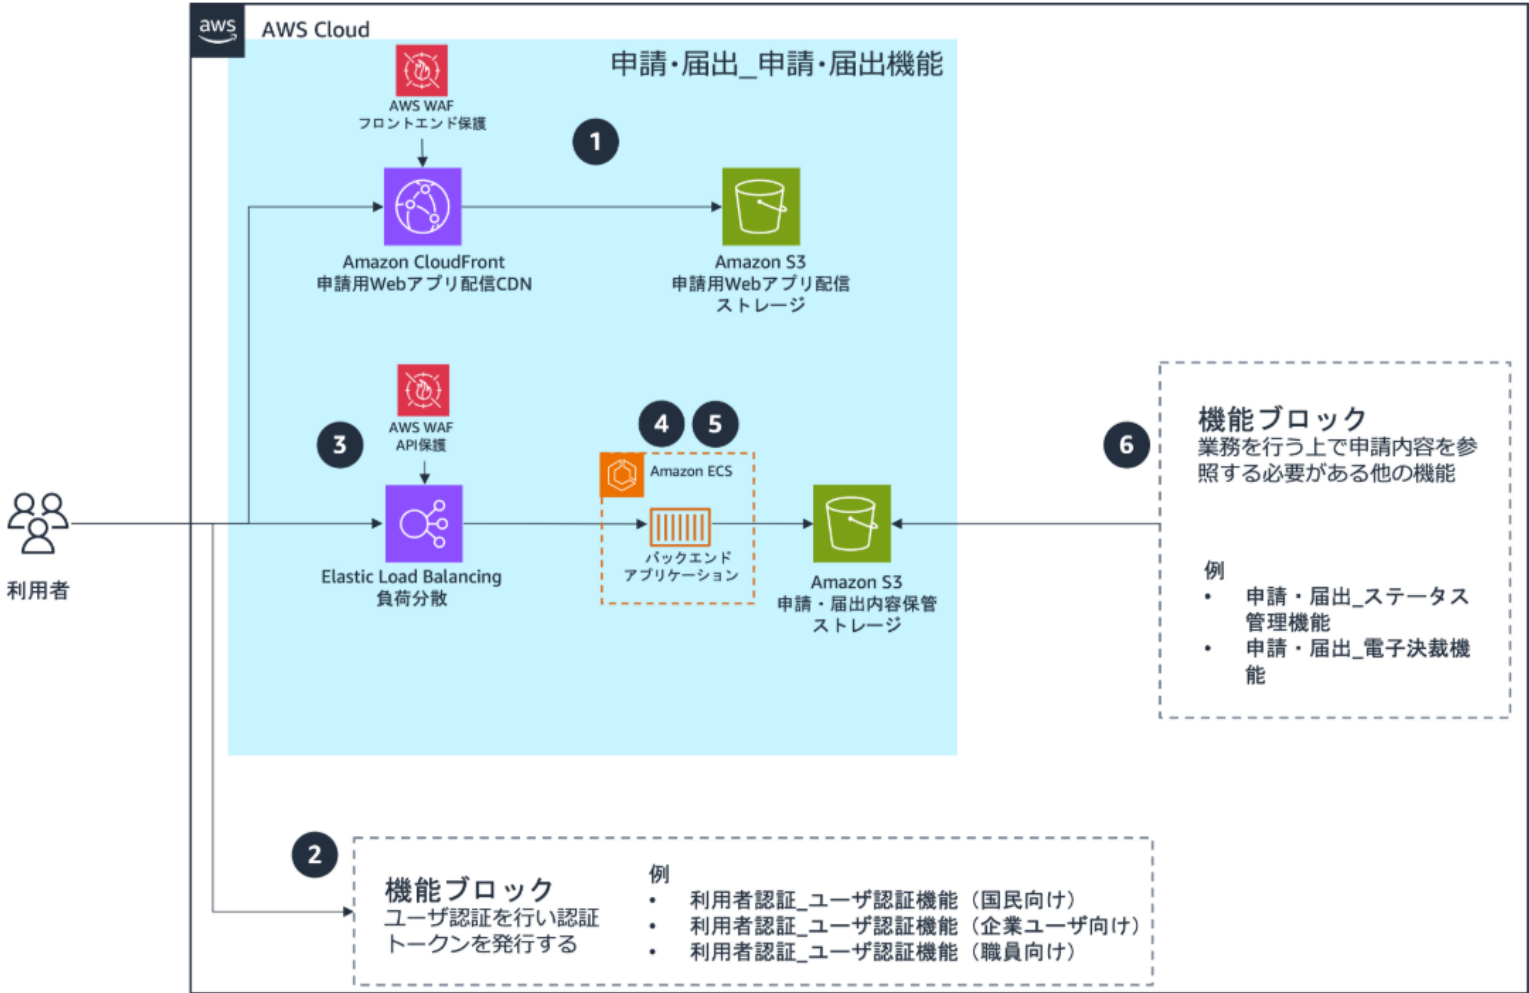 aws
AWS Cloud
申請・届出_申請・届出機能
AWS WAF
フロントエンド保護
1
Amazon CloudFront
申請用Webアプリ配信CDN
Amazon S3
申請用Webアプリ配信
ストレージ
AWS WAF
API保護
3
4
5
Amazon ECS
バックエンド
アプリケーション
Elastic Load Balancing
負荷分散
Amazon S3
申請・届出内容保管
ストレージ
利用者
6
機能ブロック
業務を行う上で申請内容を参
照する必要がある他の機能
例
• 申請・届出_ステータス
管理機能
• 申請・届出_電子決裁機
能
2
機能ブロック
ユーザ認証を行い認証
トークンを発行する
例
• 利用者認証_ユーザ認証機能（国民向け）
• 利用者認証_ユーザ認証機能（企業ユーザ向け）
• 利用者認証_ユーザ認証機能（職員向け）